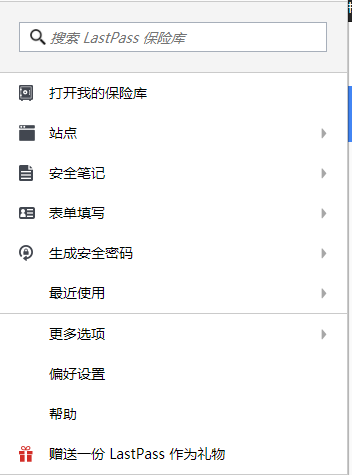 搜索 LastPass 保险库
打开我的保险库
站点
安全笔记
表单填写
生成安全密码
最近使用
更多选项
偏好设置
帮助
赠送一份 LastPass 作为礼物